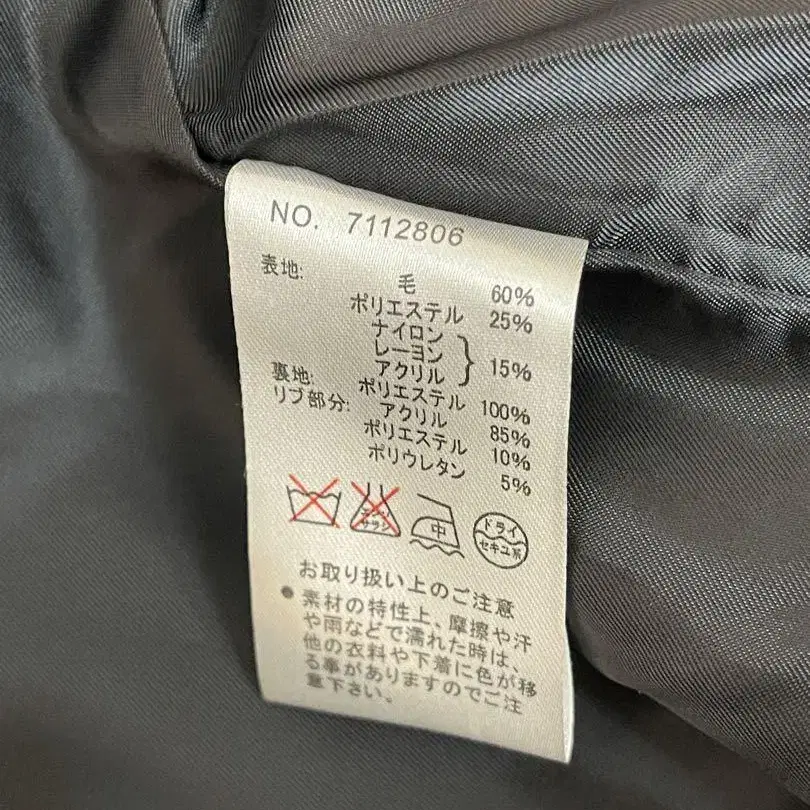 NO. 7112806
表地: 毛 60%
ポリエステル 25%
ナイロン
レーヨン } 15%
アクリル
裏地: ポリエステル 100%
リブ部分: アクリル 85%
ポリエステル 10%
ポリウレタン 5%
エンソ サラシ 中 ドライ セキユ系
お取り扱い上のご注意
● 素材の特性上、摩擦や汗
や雨などで濡れた時は、
他の衣料や下着に色が移
る事がありますのでご注
意下さい。